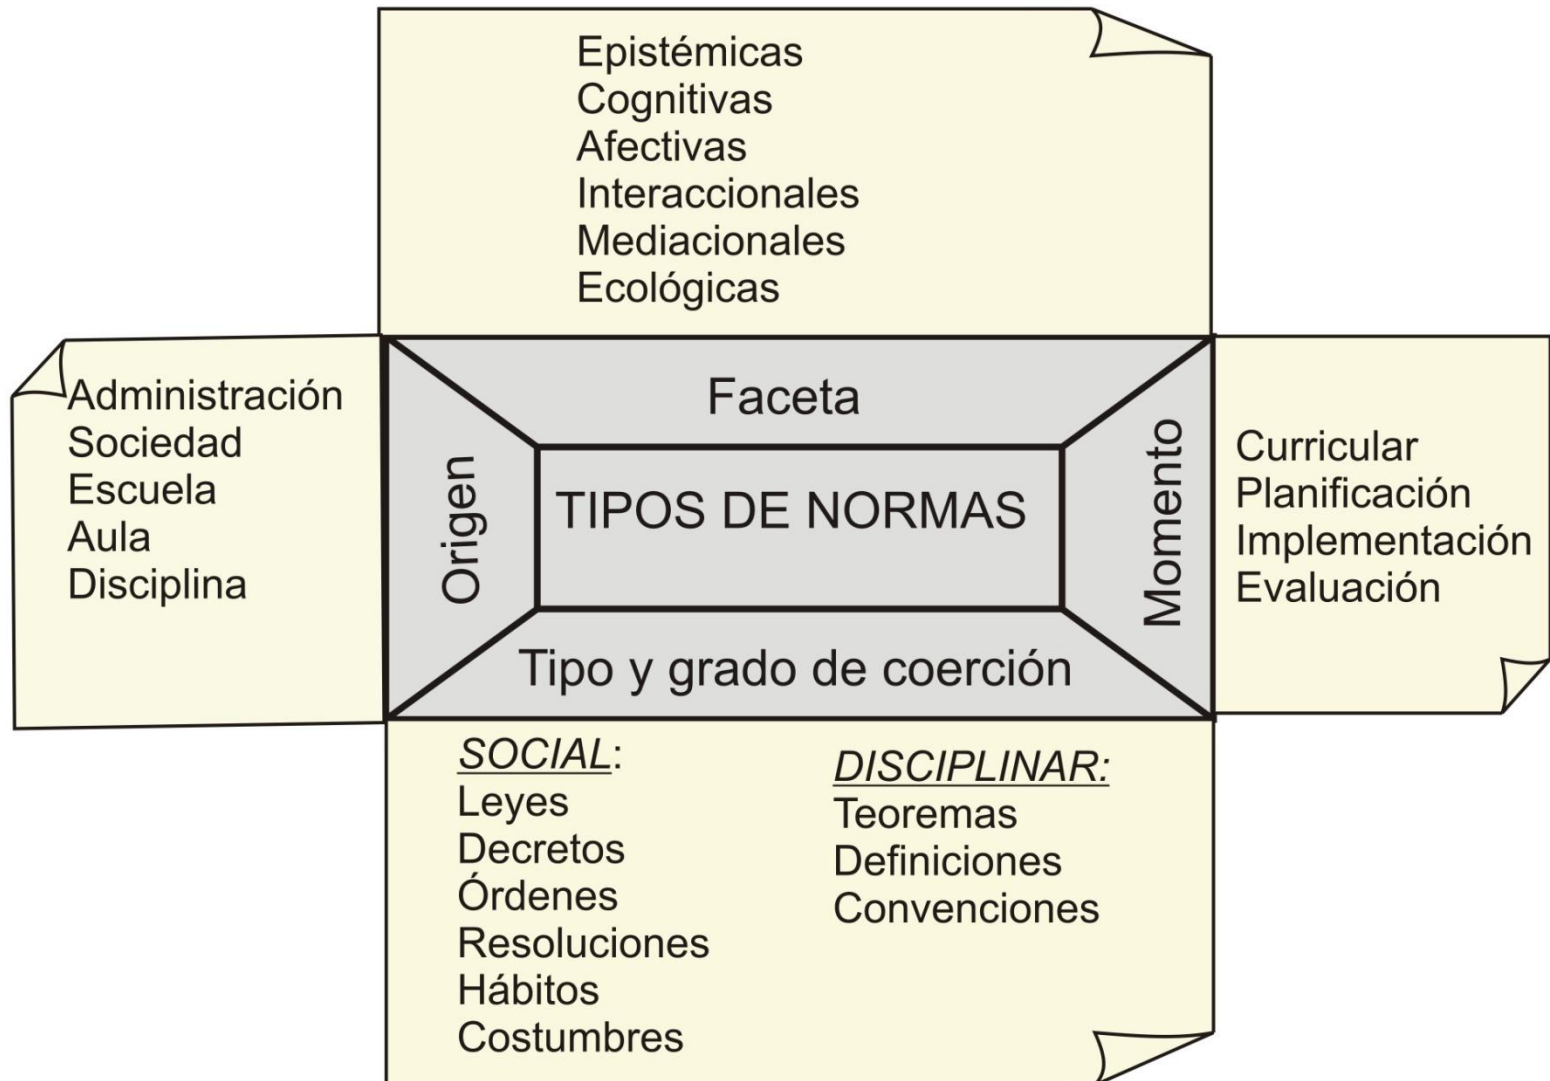 Epistémicas
Cognitivas
Afectivas
Interaccionales
Mediacionales
Ecológicas
Faceta
Administración
Sociedad
Escuela
Aula
Disciplina
Origen
TIPOS DE NORMAS
Momento
Curricular
Planificación
Implementación
Evaluación
Tipo y grado de coerción
SOCIAL:
Leyes
Decretos
Órdenes
Resoluciones
Hábitos
Costumbres
DISCIPLINAR:
Teoremas
Definiciones
Convenciones